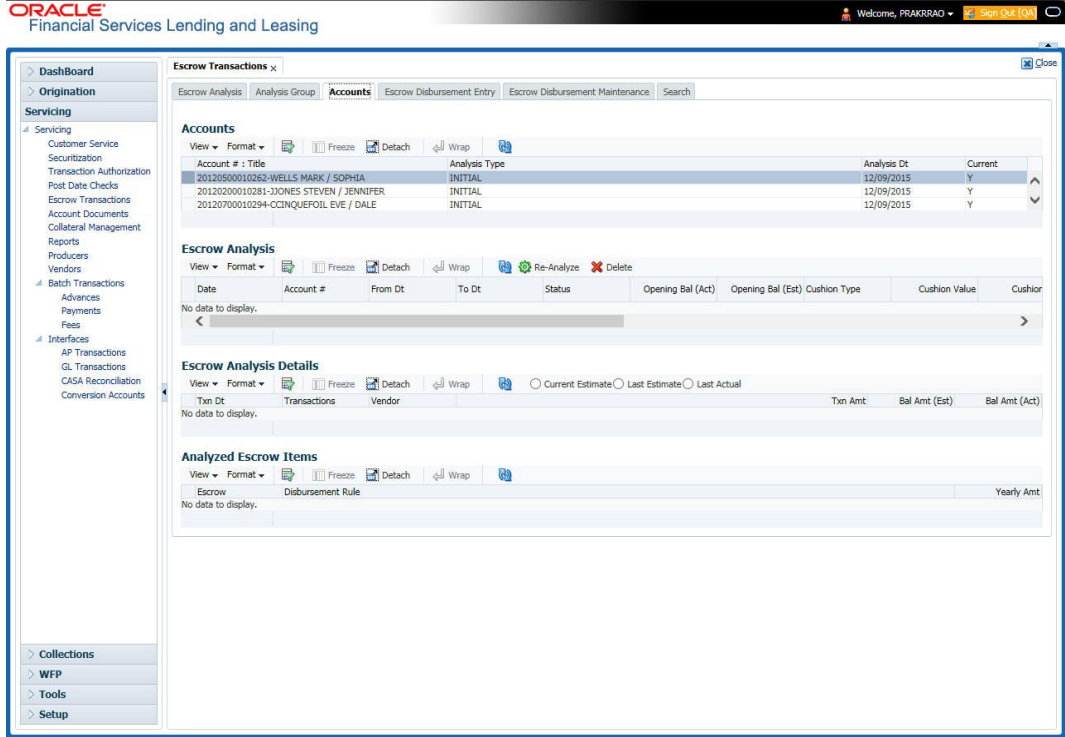 ORACLE®
Financial Services Lending and Leasing
Welcome, PRAKRRAO
Sign Out [QA]
DashBoard
Origination
Servicing
Servicing
Customer Service
Securitization
Transaction Authorization
Post Date Checks
Escrow Transactions
Account Documents
Collateral Management
Reports
Producers
Vendors
Batch Transactions
Advances
Payments
Fees
Interfaces
AP Transactions
GL Transactions
CASA Reconciliation
Conversion Accounts
Collections
WFP
Tools
Setup
Escrow Transactions x
Close
Escrow Analysis Analysis Group Accounts Escrow Disbursement Entry Escrow Disbursement Maintenance Search
Accounts
View Format Freeze Detach Wrap
Account # : Title Analysis Type Analysis Dt Current
20120500010262-WELLS MARK / SOPHIA INITIAL 12/09/2015 Y
20120200010281-JJONES STEVEN / JENNIFER INITIAL 12/09/2015 Y
20120700010294-CCINQUEFOIL EVE / DALE INITIAL 12/09/2015 Y
Escrow Analysis
View Format Freeze Detach Wrap Re-Analyze Delete
Date Account # From Dt To Dt Status Opening Bal (Act) Opening Bal (Est) Cushion Type Cushion Value Cushion
No data to display.
Escrow Analysis Details
View Format Freeze Detach Wrap Current Estimate Last Estimate Last Actual
Txn Dt Transactions Vendor Txn Amt Bal Amt (Est) Bal Amt (Act)
No data to display.
Analyzed Escrow Items
View Format Freeze Detach Wrap
Escrow Disbursement Rule Yearly Amt
No data to display.